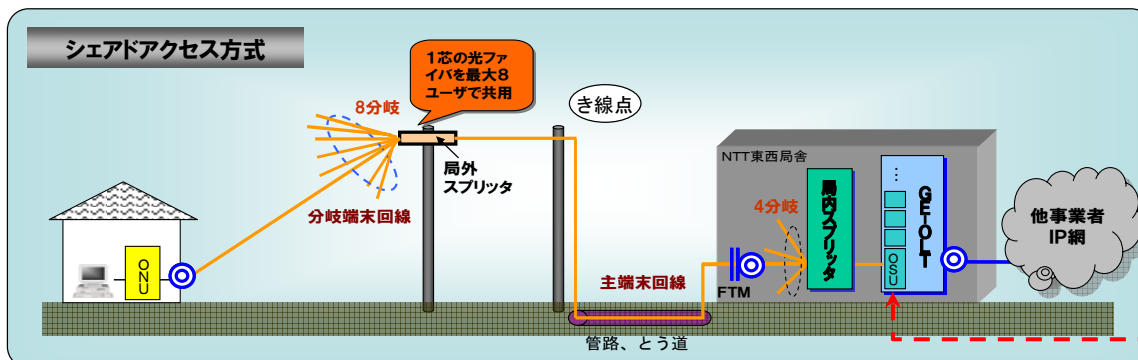 シェアドアクセス方式
1芯の光ファ
イバを最大8
ユーザで共用
8分岐
き線点
局外
スプリッタ
分岐端末回線
NTT東西局舎
4分岐
局内スプリッタ
⋮
GE-OLT
OSU
他事業者
IP網
ONU
主端末回線
FTM
管路、とう道